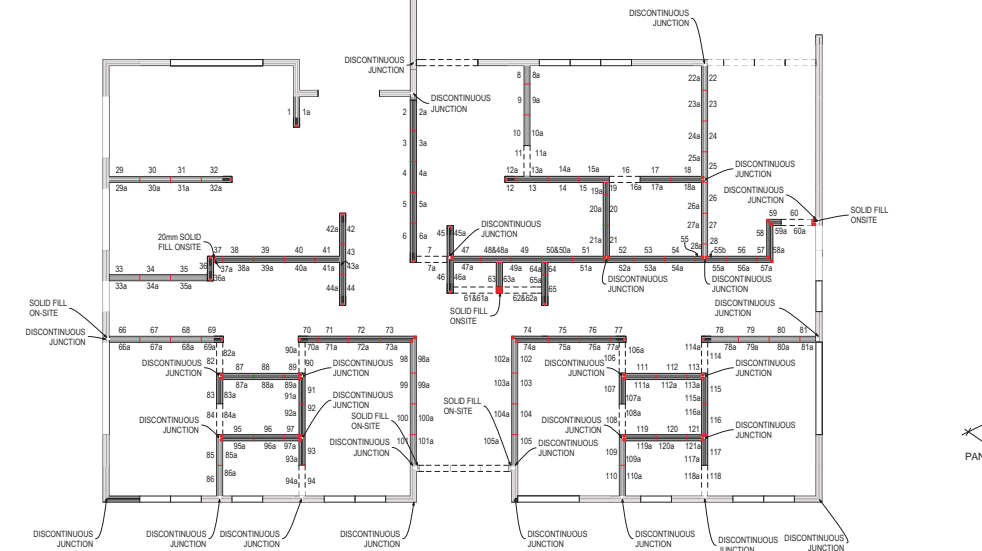 DISCONTINUOUS
JUNCTION
DISCONTINUOUS
JUNCTION
8 8a
22a 22
DISCONTINUOUS
JUNCTION
9 9a
23a 23
1 1a
2 2a
10 10a
24a 24
3 3a
11 11a
25a 25
DISCONTINUOUS
JUNCTION
29 30 31 32
4 4a
12a 13a 14a 15a 16 17 18
29a 30a 31a 32a
12 13 14 15 19a 19 16a 17a 18a
DISCONTINUOUS
JUNCTION
5 5a
20a 20
26a 26
SOLID FILL
ONSITE
42a 42
6 6a
45 45a
DISCONTINUOUS
JUNCTION
27a 27
59 60
59a 60a
20mm SOLID
FILL ONSITE
21a 21
55 28a 28
58 58a
37 38 39 40 41 43
7
47 48&48a 49 50&50a 51 52 53 54 55b 56 57
36 37a 38a 39a 40a 41a 43a
7a
47a 49a 51a 52a 53a 54a 55a 56a 57a
33 34 35 36a
46 46a
63 63a 64a 64
DISCONTINUOUS
JUNCTION
DISCONTINUOUS
JUNCTION
33a 34a 35a
44a 44
61&61a 62&62a 65a 65
SOLID FILL
ONSITE
DISCONTINUOUS
JUNCTION
SOLID FILL
ON-SITE
DISCONTINUOUS
JUNCTION
66 67 68 69
70 71 72 73
74 75 76 77
78 79 80 81
66a 67a 68a 69a
70a 71a 72a 73a
74a 75a 76a 77a
78a 79a 80a 81a
82 82a
90a 90
98 98a
102a 102
106 106a
114a 114
DISCONTINUOUS
JUNCTION
87 88 89
DISCONTINUOUS
JUNCTION
DISCONTINUOUS
JUNCTION
111 112 113
DISCONTINUOUS
JUNCTION
87a 88a 89a
111a 112a 113a
83 83a
91a 91
99 99a
103a 103
107 107a
115a 115
84 84a
92a 92
DISCONTINUOUS
JUNCTION
100 100a
SOLID FILL
ON-SITE
SOLID FILL
ON-SITE
104a 104
108 108a
116a 116
DISCONTINUOUS
JUNCTION
95 96 97
DISCONTINUOUS
JUNCTION
119 120 121
DISCONTINUOUS
JUNCTION
95a 96a 97a
119a 120a 121a
85 85a
93a 93
DISCONTINUOUS
JUNCTION
101 101a
105a 105
DISCONTINUOUS
JUNCTION
109 109a
117a 117
86 86a
94a 94
110 110a
118a 118
PAN
DISCONTINUOUS
JUNCTION
DISCONTINUOUS
JUNCTION
DISCONTINUOUS
JUNCTION
DISCONTINUOUS
JUNCTION
DISCONTINUOUS
JUNCTION
DISCONTINUOUS
JUNCTION
DISCONTINUOUS
JUNCTION
DISCONTINUOUS
JUNCTION